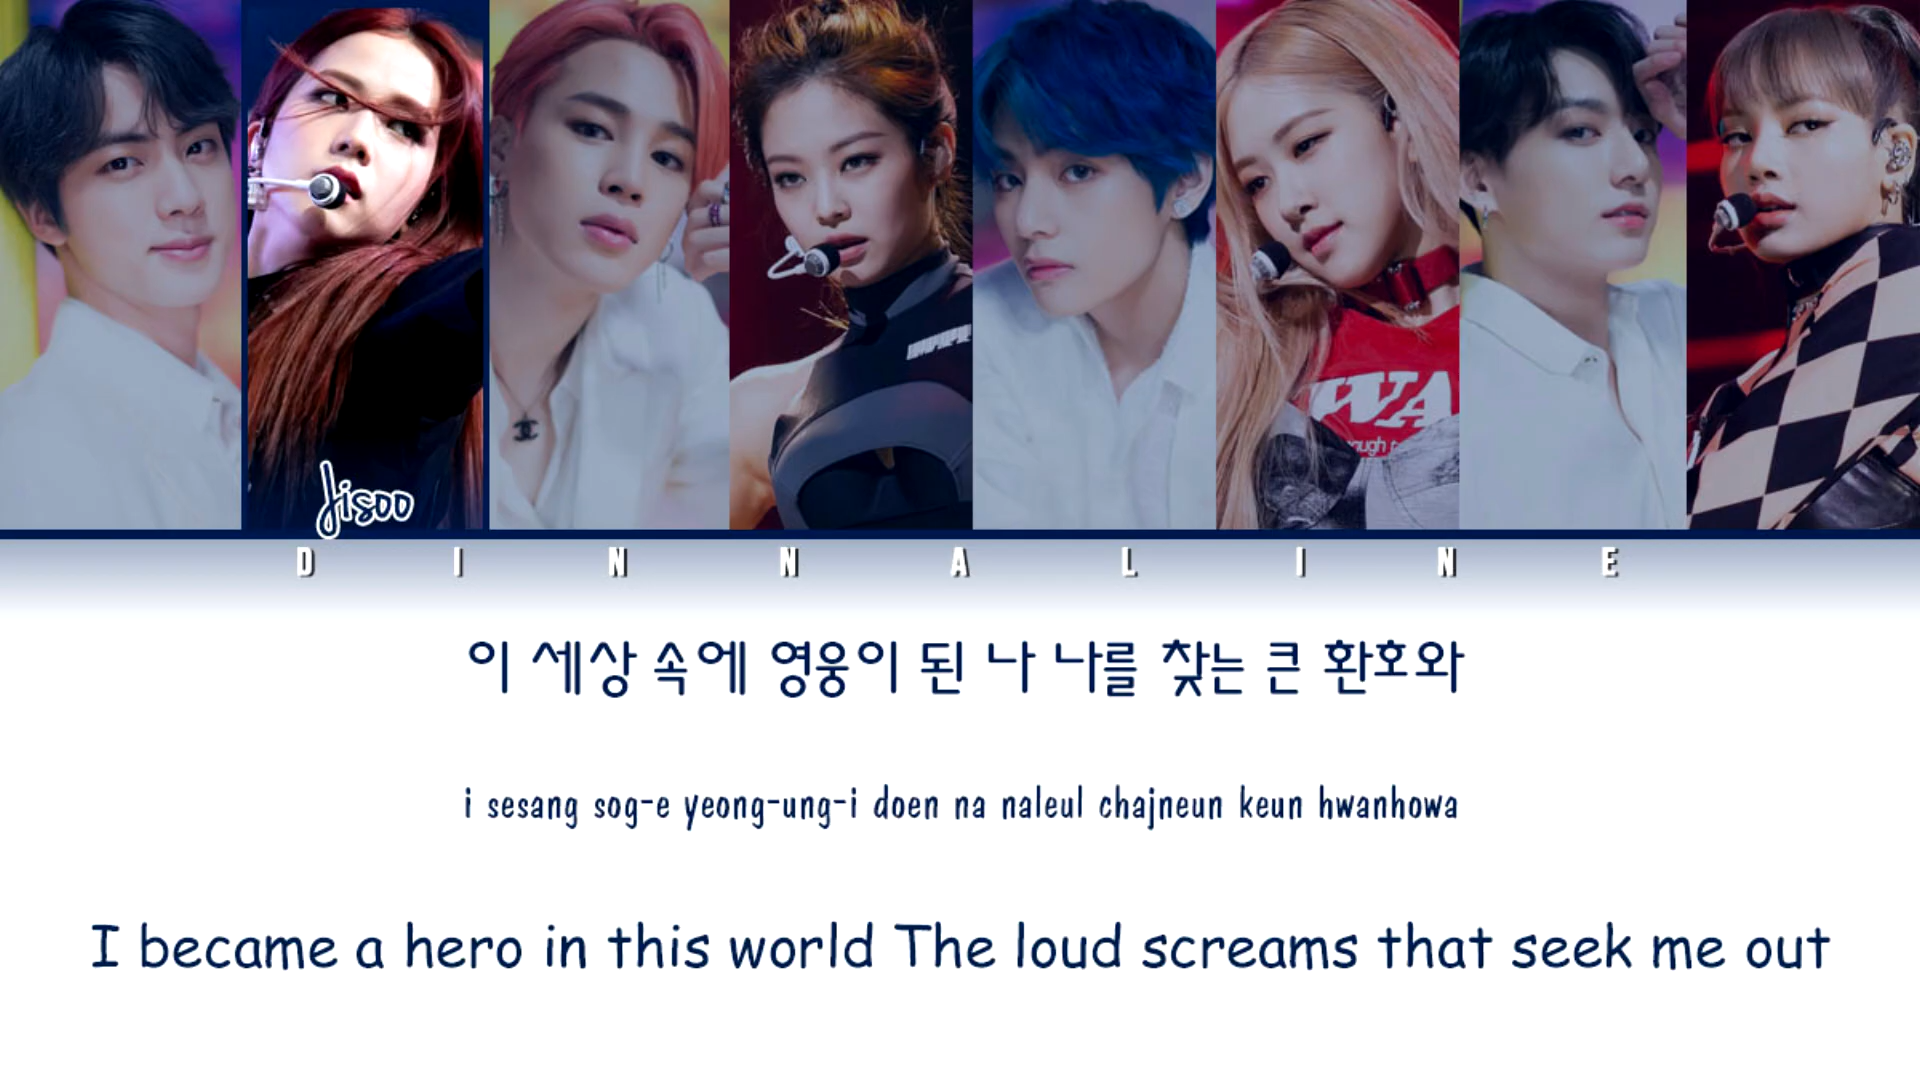 Jisoo
D I N N A L I N E
이 세상 속에 영웅이 된 나 나를 찾는 큰 환호와
i sesang sog-e yeong-ung-i doen na naleul chajneun keun hwanhowa
I became a hero in this world The loud screams that seek me out